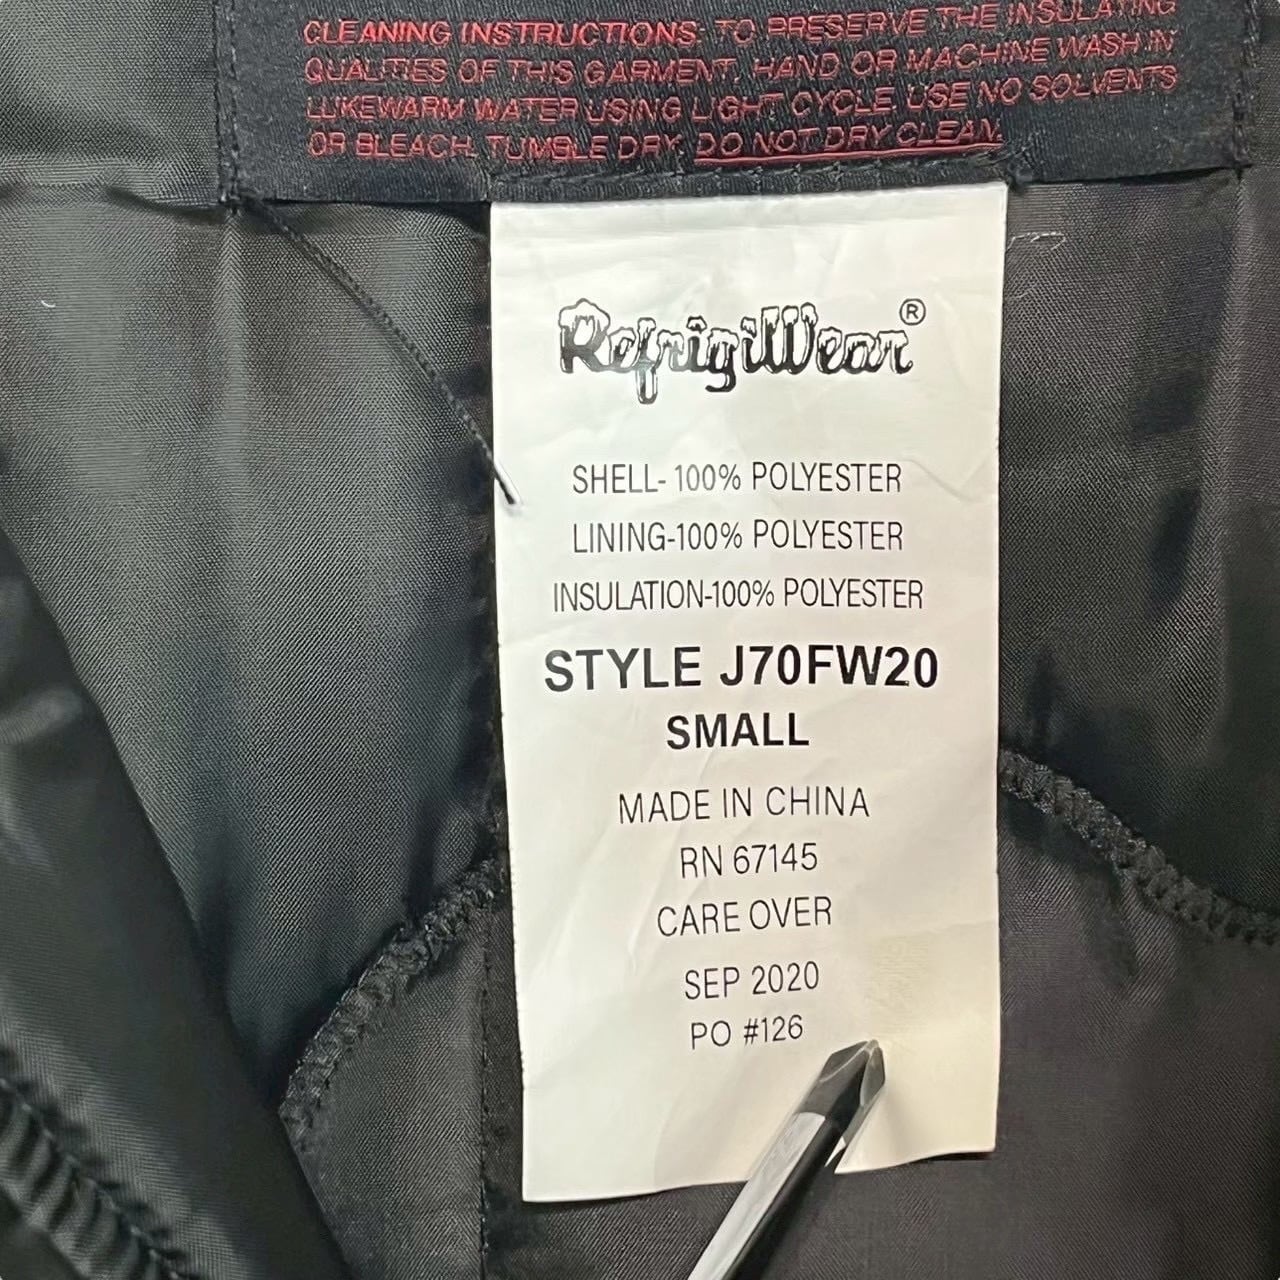 CLEANING INSTRUCTIONS: TO PRESERVE THE INSULATING
QUALITIES OF THIS GARMENT, HAND OR MACHINE WASH IN
LUKEWARM WATER USING LIGHT CYCLE. USE NO SOLVENTS
OR BLEACH. TUMBLE DRY. DO NOT DRY CLEAN.
RefrigiWear®
SHELL- 100% POLYESTER
LINING-100% POLYESTER
INSULATION-100% POLYESTER
STYLE J70FW20
SMALL
MADE IN CHINA
RN 67145
CARE OVER
SEP 2020
PO #126